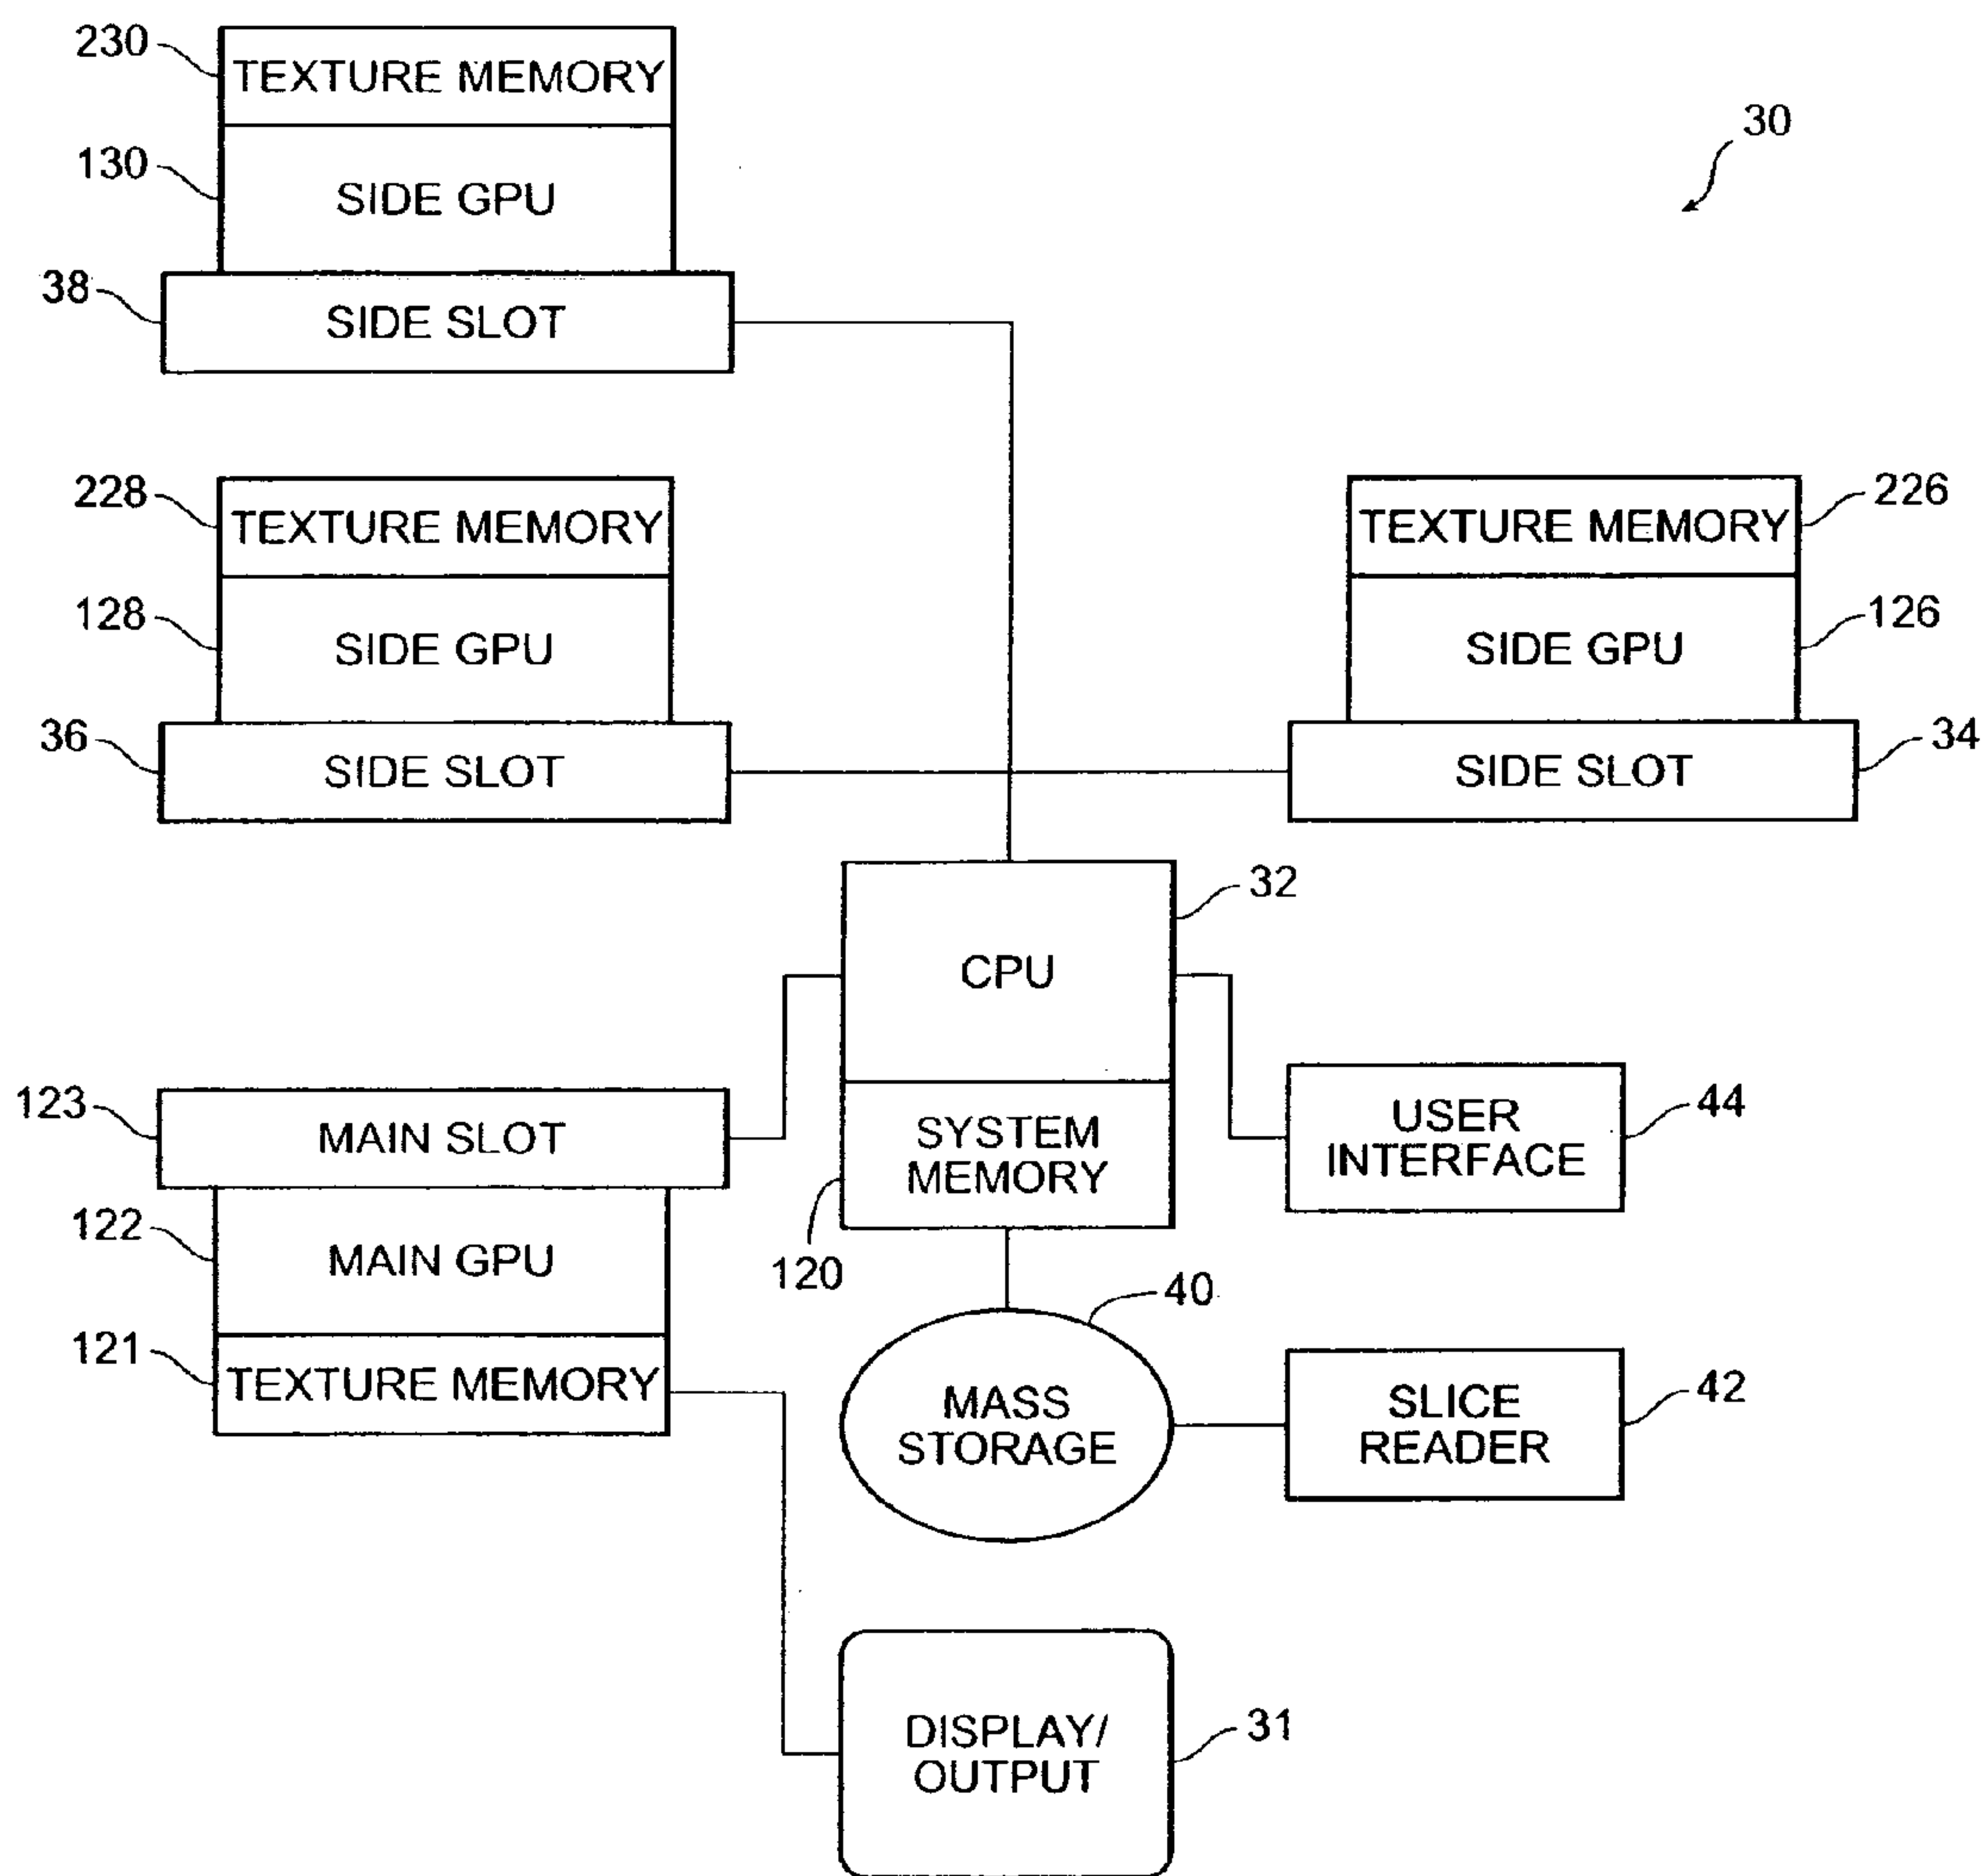 230
TEXTURE MEMORY
30
130
SIDE GPU
38
SIDE SLOT
228
TEXTURE MEMORY
226
TEXTURE MEMORY
128
SIDE GPU
126
SIDE GPU
36
SIDE SLOT
34
SIDE SLOT
32
CPU
123
MAIN SLOT
SYSTEM
MEMORY
44
USER
INTERFACE
122
MAIN GPU
120
40
121
TEXTURE MEMORY
MASS
STORAGE
42
SLICE
READER
31
DISPLAY/
OUTPUT